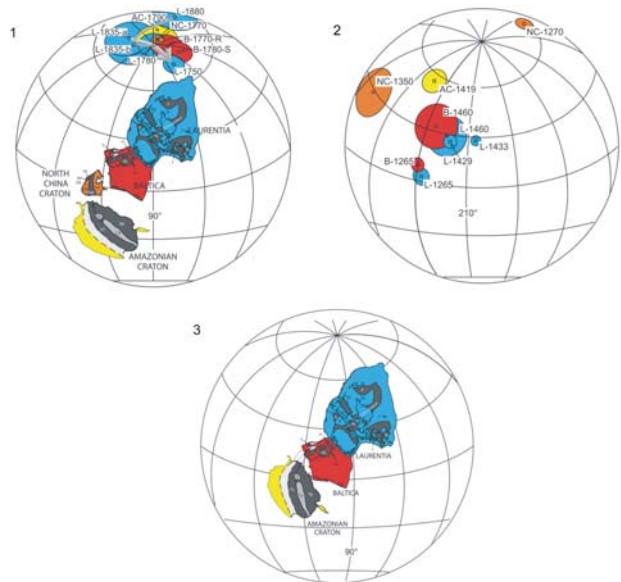 1
AC-1790
L-1880
NC-1770
L-1835-a
B-1770-R
L-1835-b
B-1780-S
L-1780
L-1750
LAURENTIA
NORTH
CHINA
CRATON
BALTICA
90°
AMAZONIAN
CRATON
2
NC-1270
NC-1350
AC-1419
B-1460
L-1460
L-1433
L-1429
B-1265
L-1265
210°
3
LAURENTIA
BALTICA
AMAZONIAN
CRATON
90°